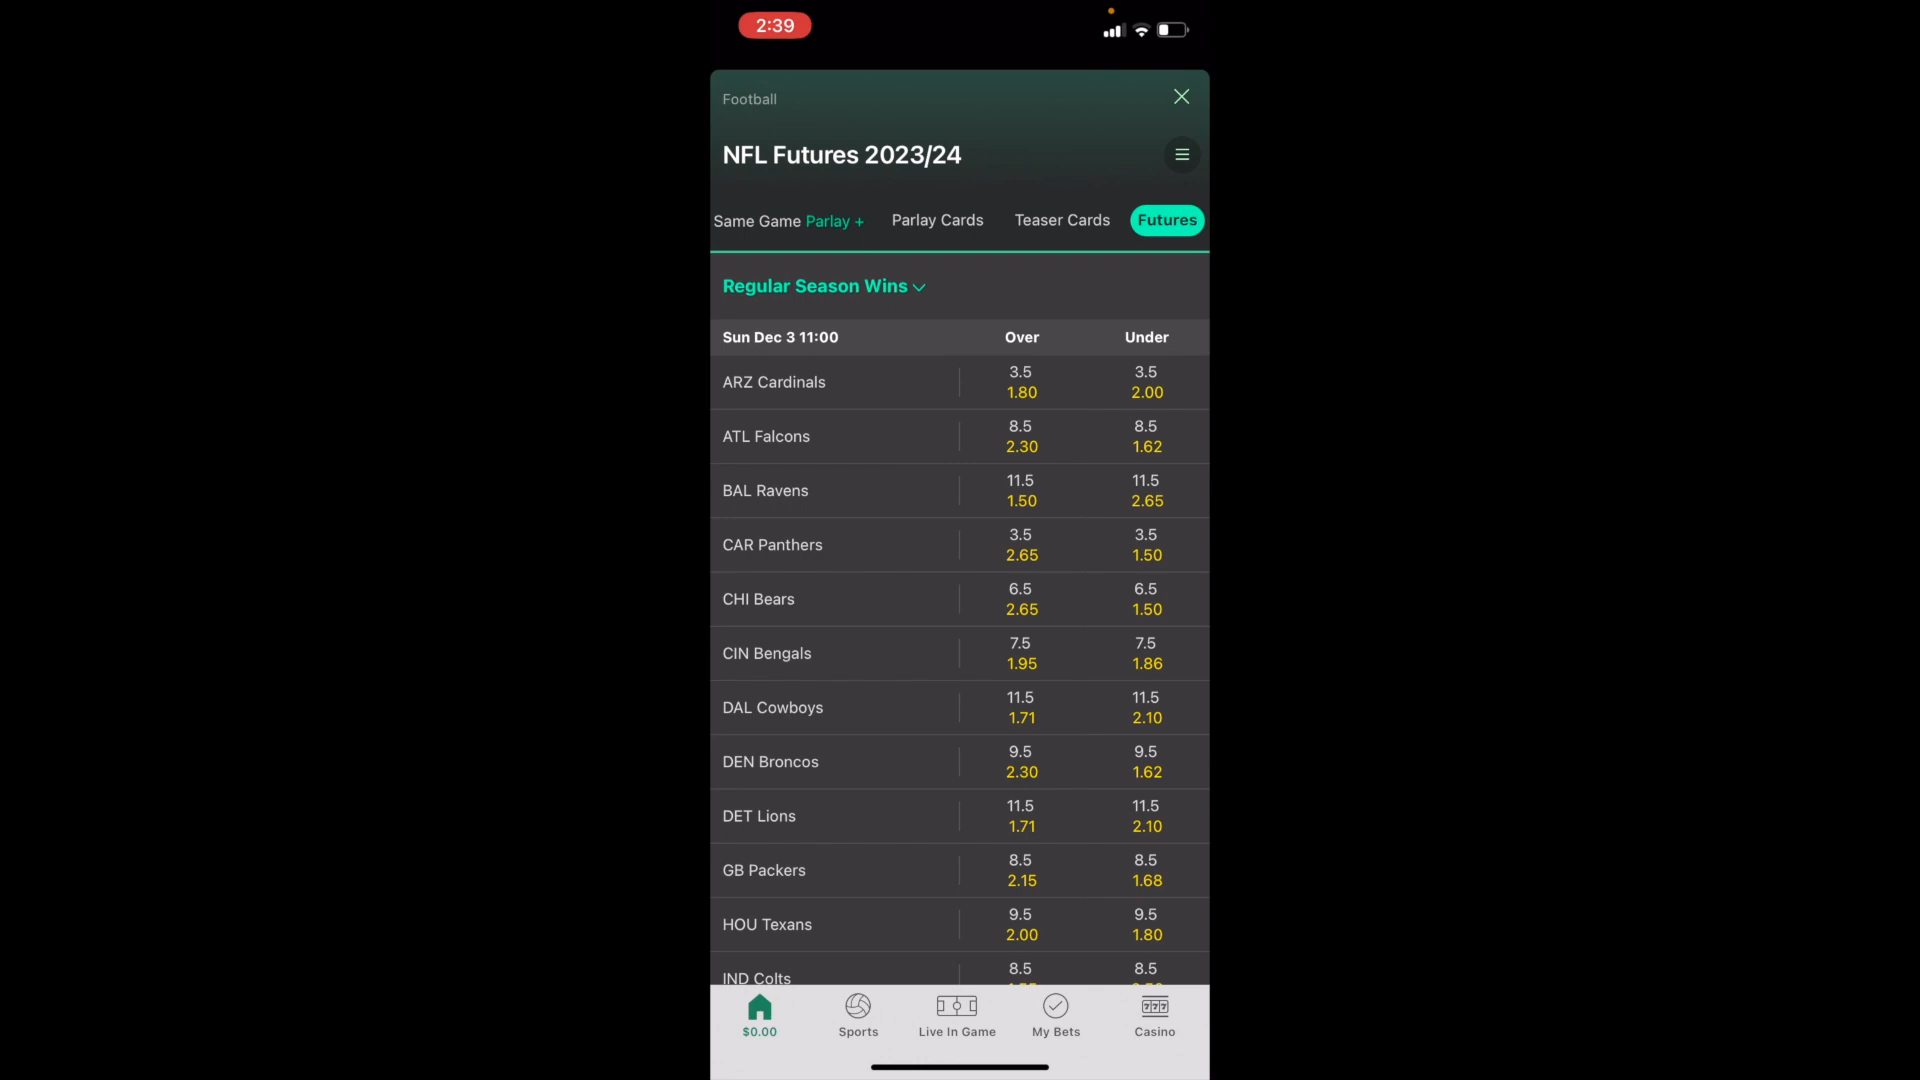 2:39
Football
NFL Futures 2023/24
Same Game Parlay + Parlay Cards Teaser Cards Futures
Regular Season Wins
Sun Dec 3 11:00 Over Under
ARZ Cardinals 3.5 1.80 3.5 2.00
ATL Falcons 8.5 2.30 8.5 1.62
BAL Ravens 11.5 1.50 11.5 2.65
CAR Panthers 3.5 2.65 3.5 1.50
CHI Bears 6.5 2.65 6.5 1.50
CIN Bengals 7.5 1.95 7.5 1.86
DAL Cowboys 11.5 1.71 11.5 2.10
DEN Broncos 9.5 2.30 9.5 1.62
DET Lions 11.5 1.71 11.5 2.10
GB Packers 8.5 2.15 8.5 1.68
HOU Texans 9.5 2.00 9.5 1.80
IND Colts 8.5 8.5
777
$0.00 Sports Live In Game My Bets Casino